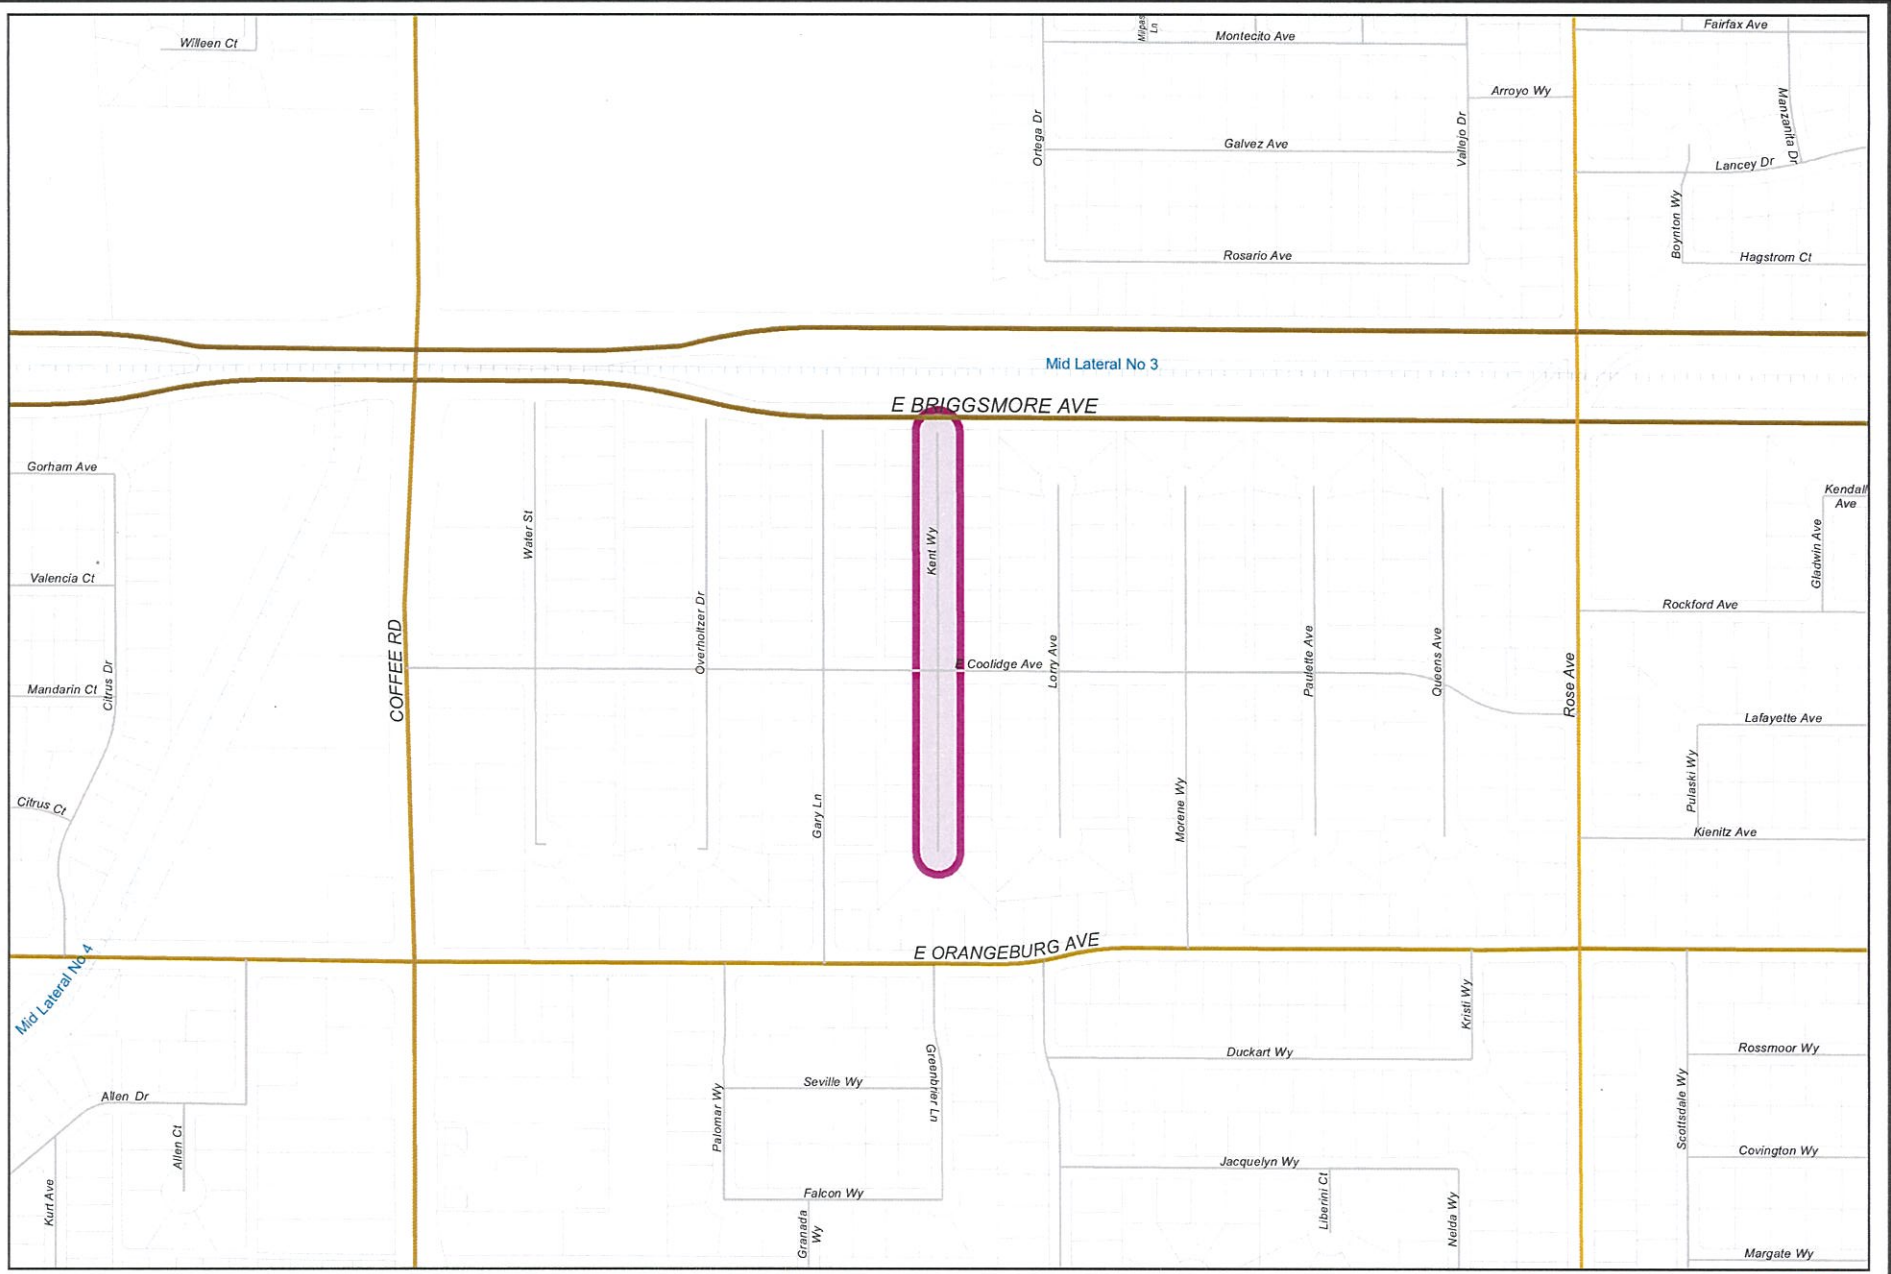 Willeen Ct
Milpas
Ln
Montecito Ave
Fairfax Ave
Arroyo Wy
Ortega Dr
Galvez Ave
Vallejo Dr
Manzanita Dr
Lancey Dr
Boynton Wy
Rosario Ave
Hagstrom Ct
Mid Lateral No 3
E BRIGGSMORE AVE
Gorham Ave
Kendall
Ave
Water St
Kent Wy
Gladwin Ave
Valencia Ct
Rockford Ave
Overholtzer Dr
COFFEE RD
Citrus Dr
E Coolidge Ave
Lorry Ave
Paulette Ave
Queens Ave
Rose Ave
Mandarin Ct
Lafayette Ave
Pulaski Wy
Citrus Ct
Gary Ln
Morene Wy
Kienitz Ave
E ORANGEBURG AVE
Mid Lateral No 4
Kristi Wy
Duckart Wy
Rossmoor Wy
Greenbrier Ln
Seville Wy
Palomar Wy
Allen Dr
Allen Ct
Scottsdale Wy
Covington Wy
Jacquelyn Wy
Liberini Ct
Nelda Wy
Falcon Wy
Granada
Wy
Kurt Ave
Margate Wy